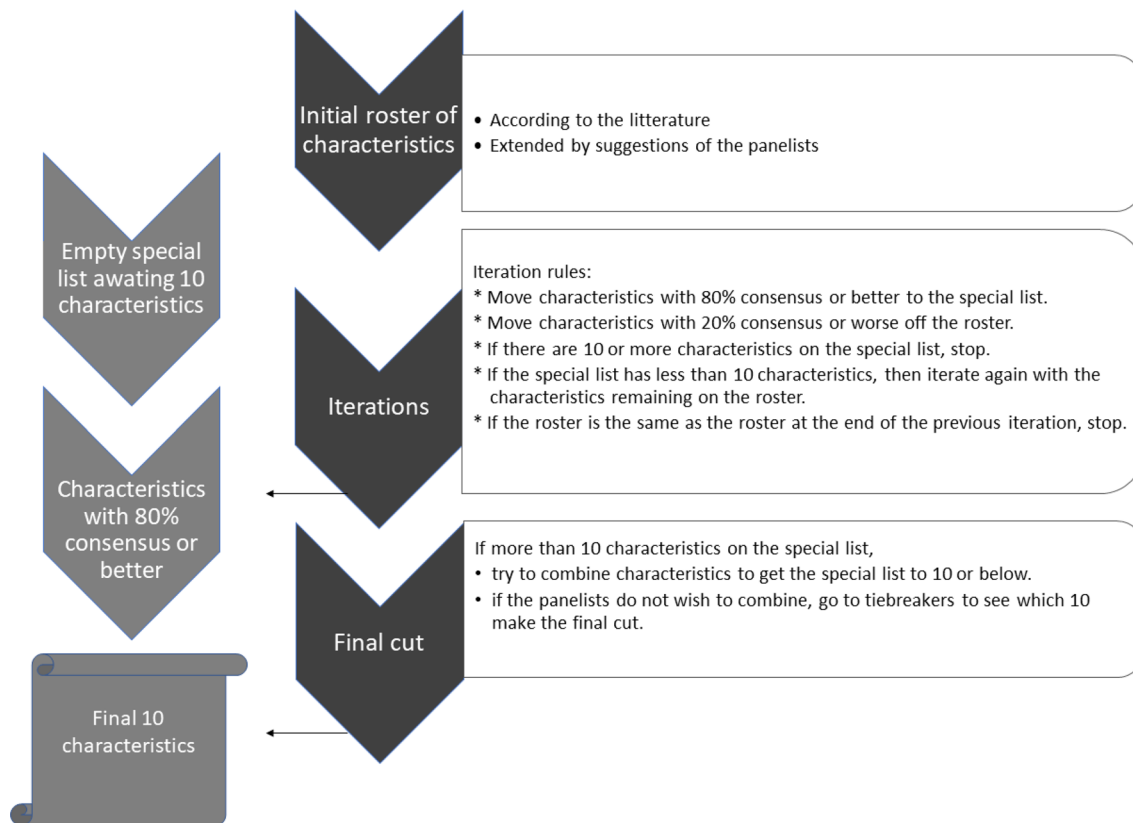 Initial roster of
characteristics
• According to the litterature
• Extended by suggestions of the panelists
Empty special
list awating 10
characteristics
Iterations
Iteration rules:
* Move characteristics with 80% consensus or better to the special list.
* Move characteristics with 20% consensus or worse off the roster.
* If there are 10 or more characteristics on the special list, stop.
* If the special list has less than 10 characteristics, then iterate again with the
characteristics remaining on the roster.
* If the roster is the same as the roster at the end of the previous iteration, stop.
Characteristics
with 80%
consensus or
better
Final cut
If more than 10 characteristics on the special list,
• try to combine characteristics to get the special list to 10 or below.
• if the panelists do not wish to combine, go to tiebreakers to see which 10
make the final cut.
Final 10
characteristics